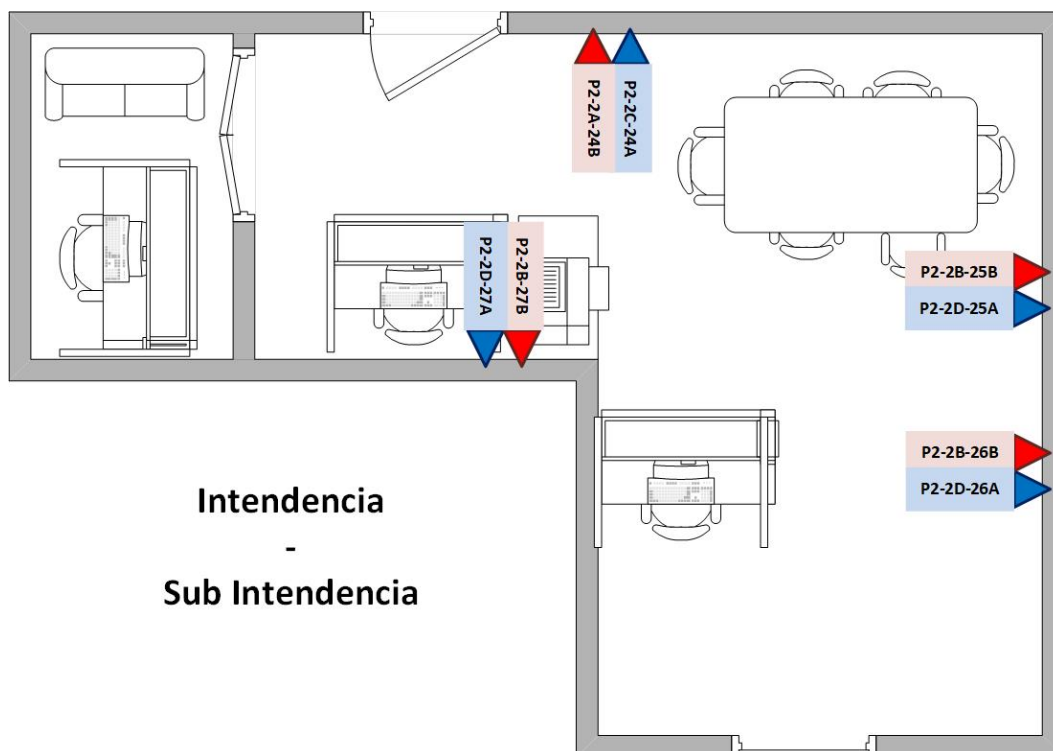 P2-2A-24B
P2-2C-24A
P2-2D-27A
P2-2B-27B
P2-2B-25B
P2-2D-25A
P2-2B-26B
P2-2D-26A
Intendencia
-
Sub Intendencia